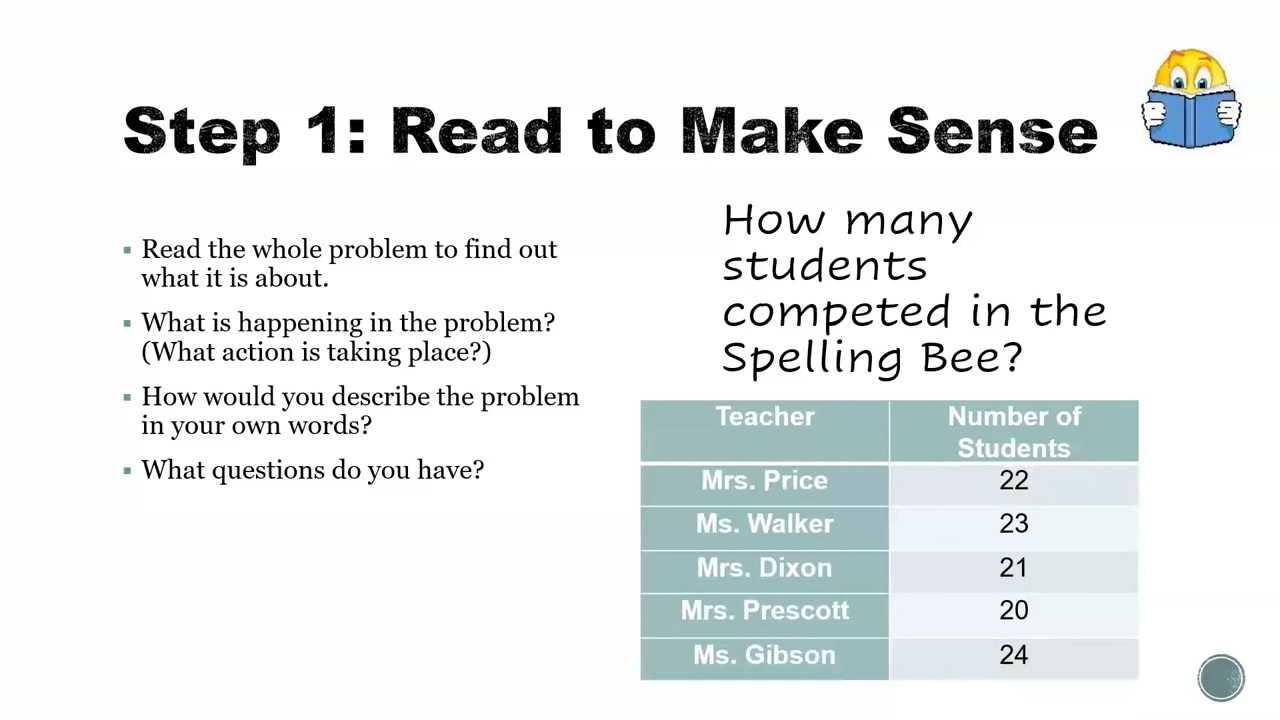 Step 1: Read to Make Sense
Read the whole problem to find out
what it is about.
What is happening in the problem?
(What action is taking place?)
How would you describe the problem
in your own words?
What questions do you have?
How many
students
competed in the
Spelling Bee?
Teacher
Number of
Students
Mrs. Price 22
Ms. Walker 23
Mrs. Dixon 21
Mrs. Prescott 20
Ms. Gibson 24